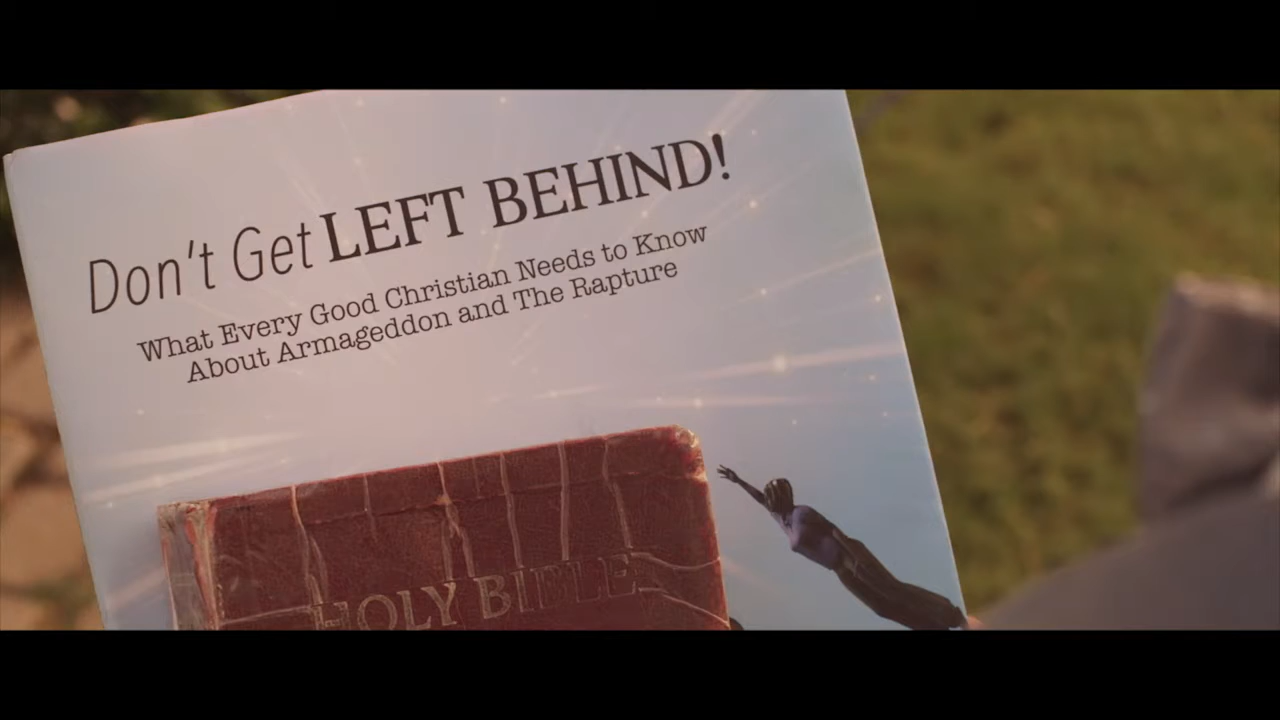 Don't Get LEFT BEHIND!
What Every Good Christian Needs to Know
About Armageddon and The Rapture
HOLY BIBLE